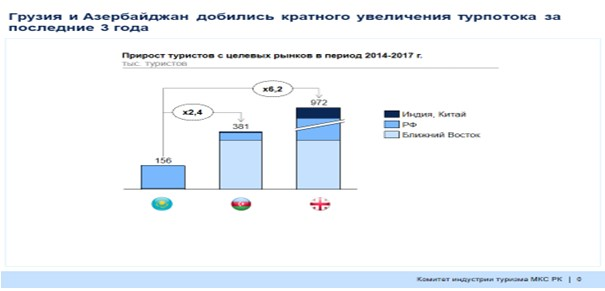 Грузия и Азербайджан добились кратного увеличения турпотока за
последние 3 года
Прирост туристов с целевых рынков в период 2014-2017 г.
тыс. туристов
x6,2
972
x2,4
381
156
Индия, Китай
РФ
Ближний Восток
Комитет индустрии туризма МКС РК | 0